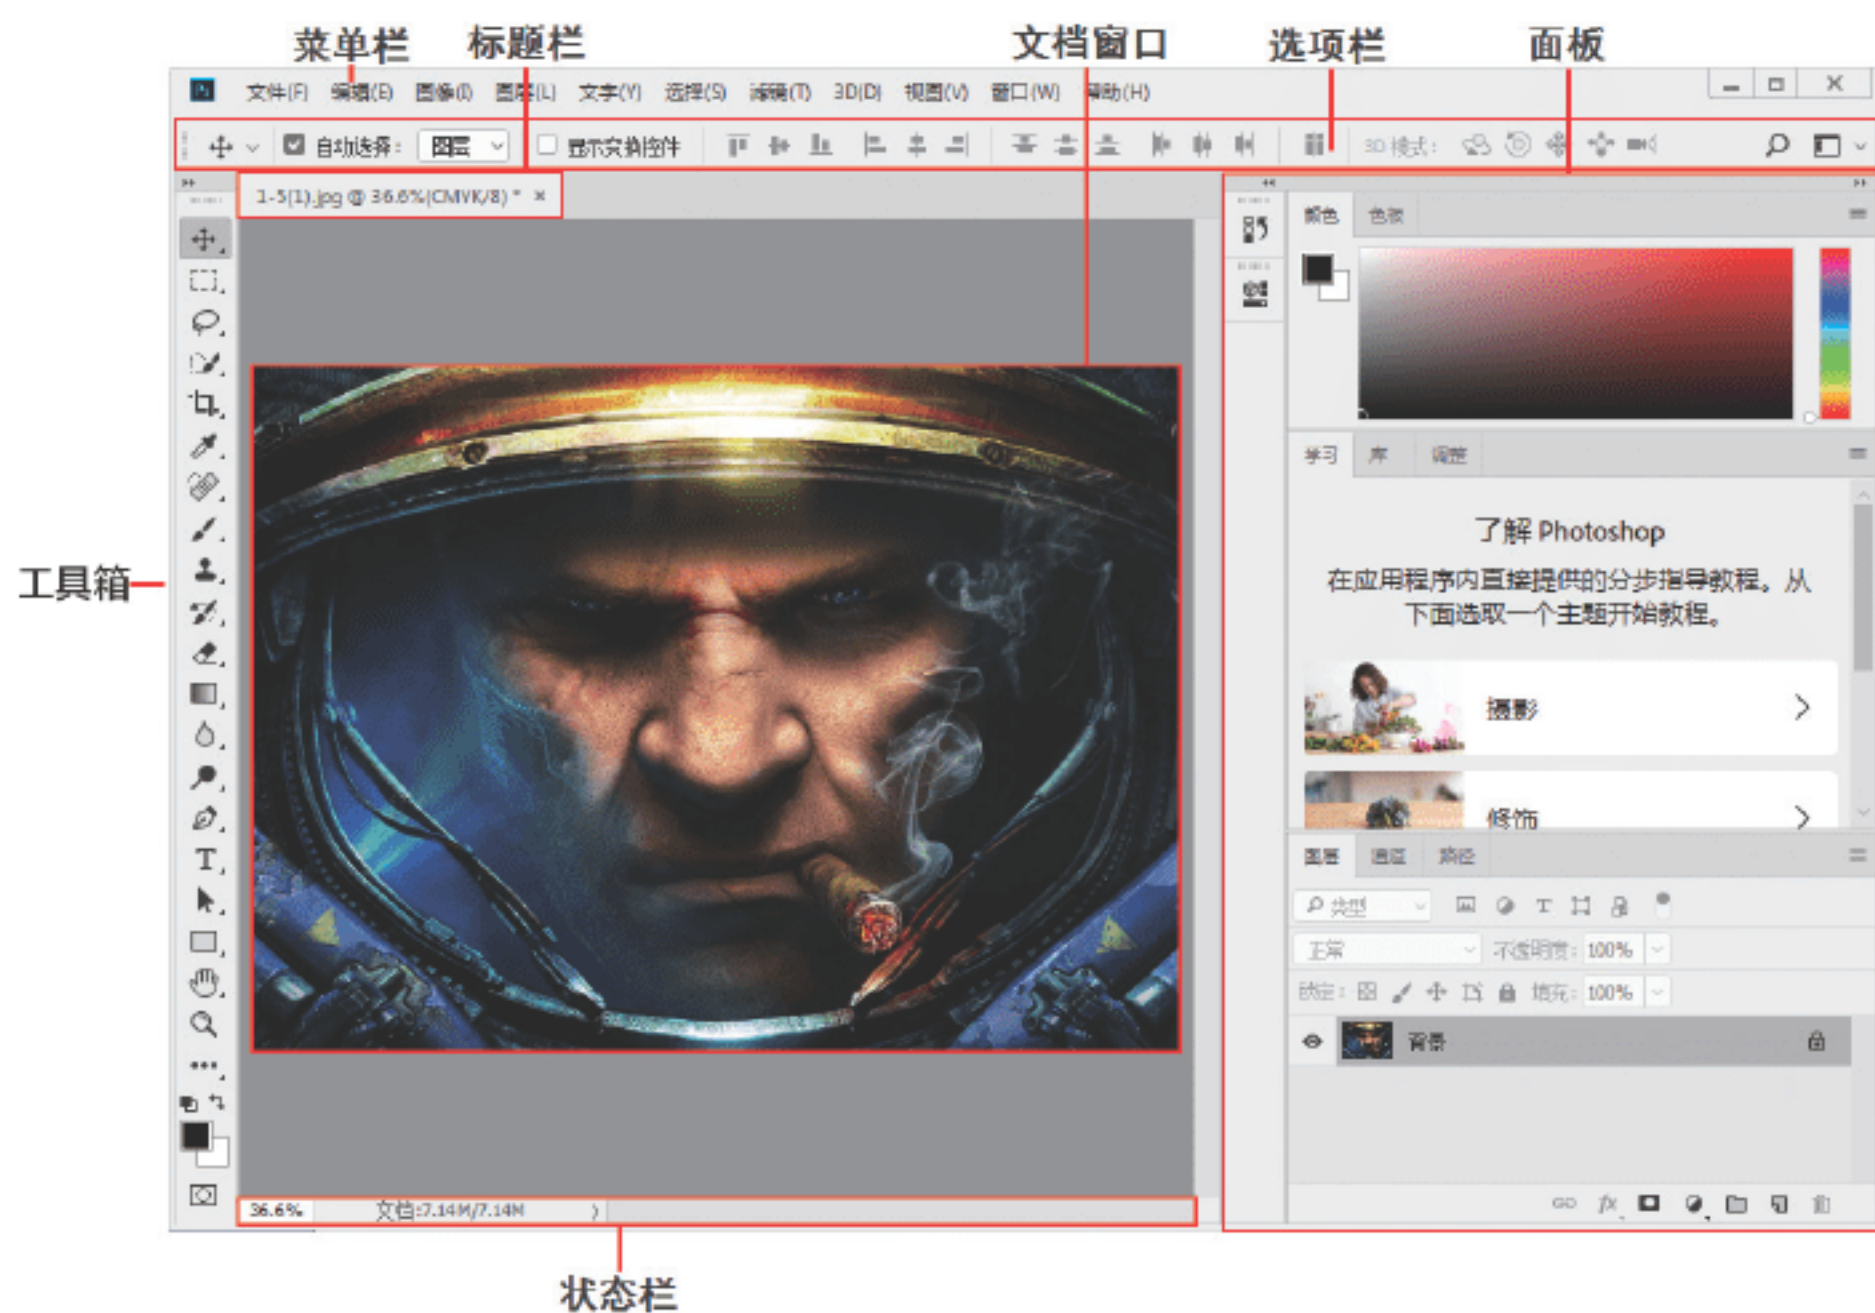 菜单栏 标题栏 文档窗口 选项栏 面板
Ps 文件(F) 编辑(E) 图像(I) 图层(L) 文字(Y) 选择(S) 滤镜(T) 3D(D) 视图(V) 窗口(W) 帮助(H)
自动选择： 图层 显示变换控件 3D 模式：
1-5(1).jpg @ 36.6%(CMYK/8) * ×
颜色 色板
学习 库 调整
了解 Photoshop
在应用程序内直接提供的分步指导教程。从
下面选取一个主题开始教程。
工具箱
摄影
修饰
图层 通道 路径
类型
正常 不透明度: 100%
锁定: 填充: 100%
背景
36.6% 文档:7.14M/7.14M
状态栏